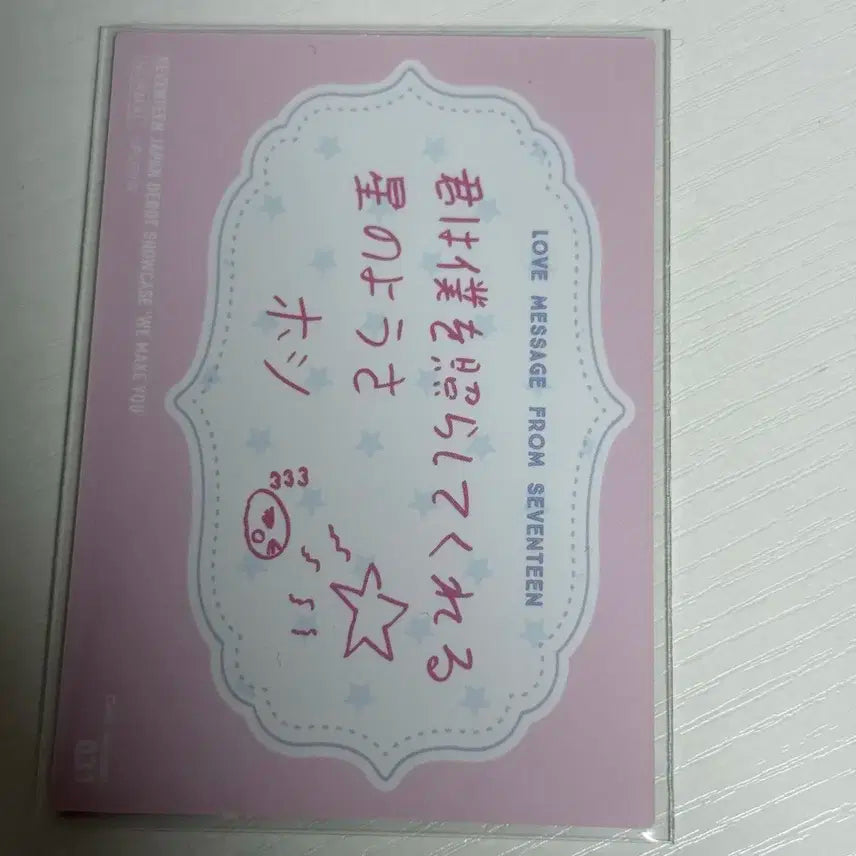 LOVE MESSAGE FROM SEVENTEEN
君は僕を照らしてくれる
星のようさ
ホシ
333
SEVENTEEN JAPAN DEBUT SHOWCASE 'WE MAKE YOU'